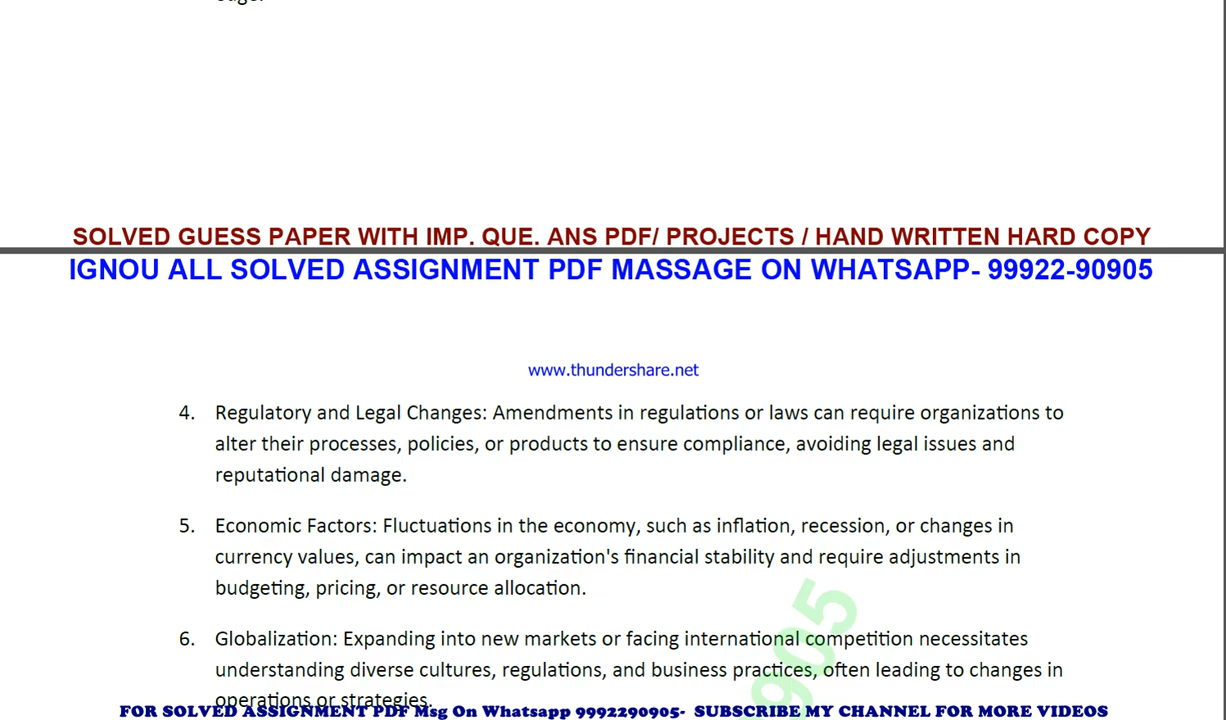 SOLVED GUESS PAPER WITH IMP. QUE. ANS PDF/ PROJECTS / HAND WRITTEN HARD COPY
IGNOU ALL SOLVED ASSIGNMENT PDF MASSAGE ON WHATSAPP- 99922-90905
www.thundershare.net
4. Regulatory and Legal Changes: Amendments in regulations or laws can require organizations to
alter their processes, policies, or products to ensure compliance, avoiding legal issues and
reputational damage.
5. Economic Factors: Fluctuations in the economy, such as inflation, recession, or changes in
currency values, can impact an organization's financial stability and require adjustments in
budgeting, pricing, or resource allocation.
6. Globalization: Expanding into new markets or facing international competition necessitates
understanding diverse cultures, regulations, and business practices, often leading to changes in
operations or strategies.
FOR SOLVED ASSIGNMENT PDF Msg On Whatsapp 9992290905- SUBSCRIBE MY CHANNEL FOR MORE VIDEOS
905